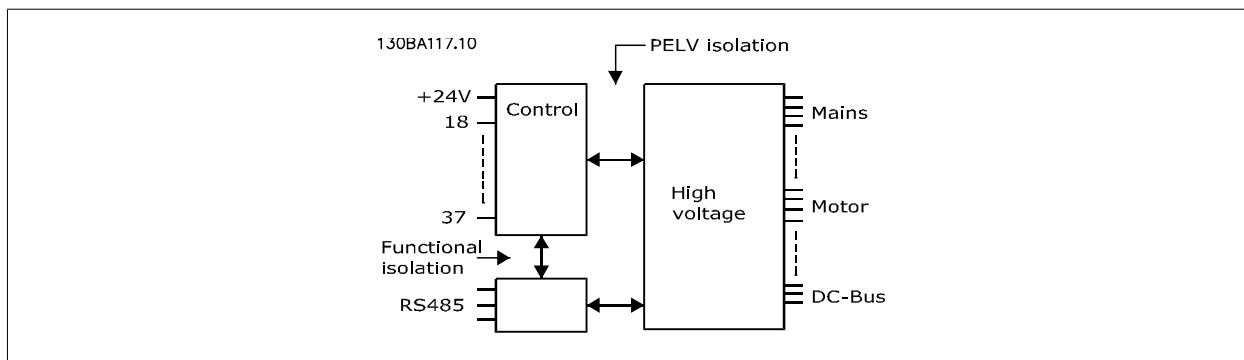 130BA117.10
PELV isolation
+24V
Control
18
37
Mains
High
voltage
Motor
Functional
isolation
RS485
DC-Bus